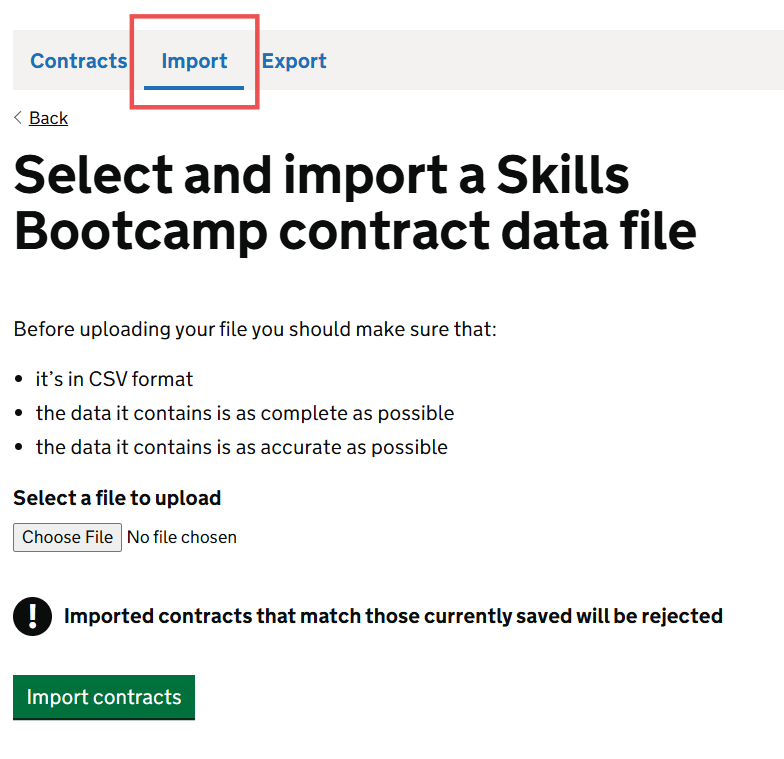 Contracts Import Export
Back
Select and import a Skills
Bootcamp contract data file
Before uploading your file you should make sure that:
it's in CSV format
the data it contains is as complete as possible
the data it contains is as accurate as possible
Select a file to upload
Choose File No file chosen
! Imported contracts that match those currently saved will be rejected
Import contracts